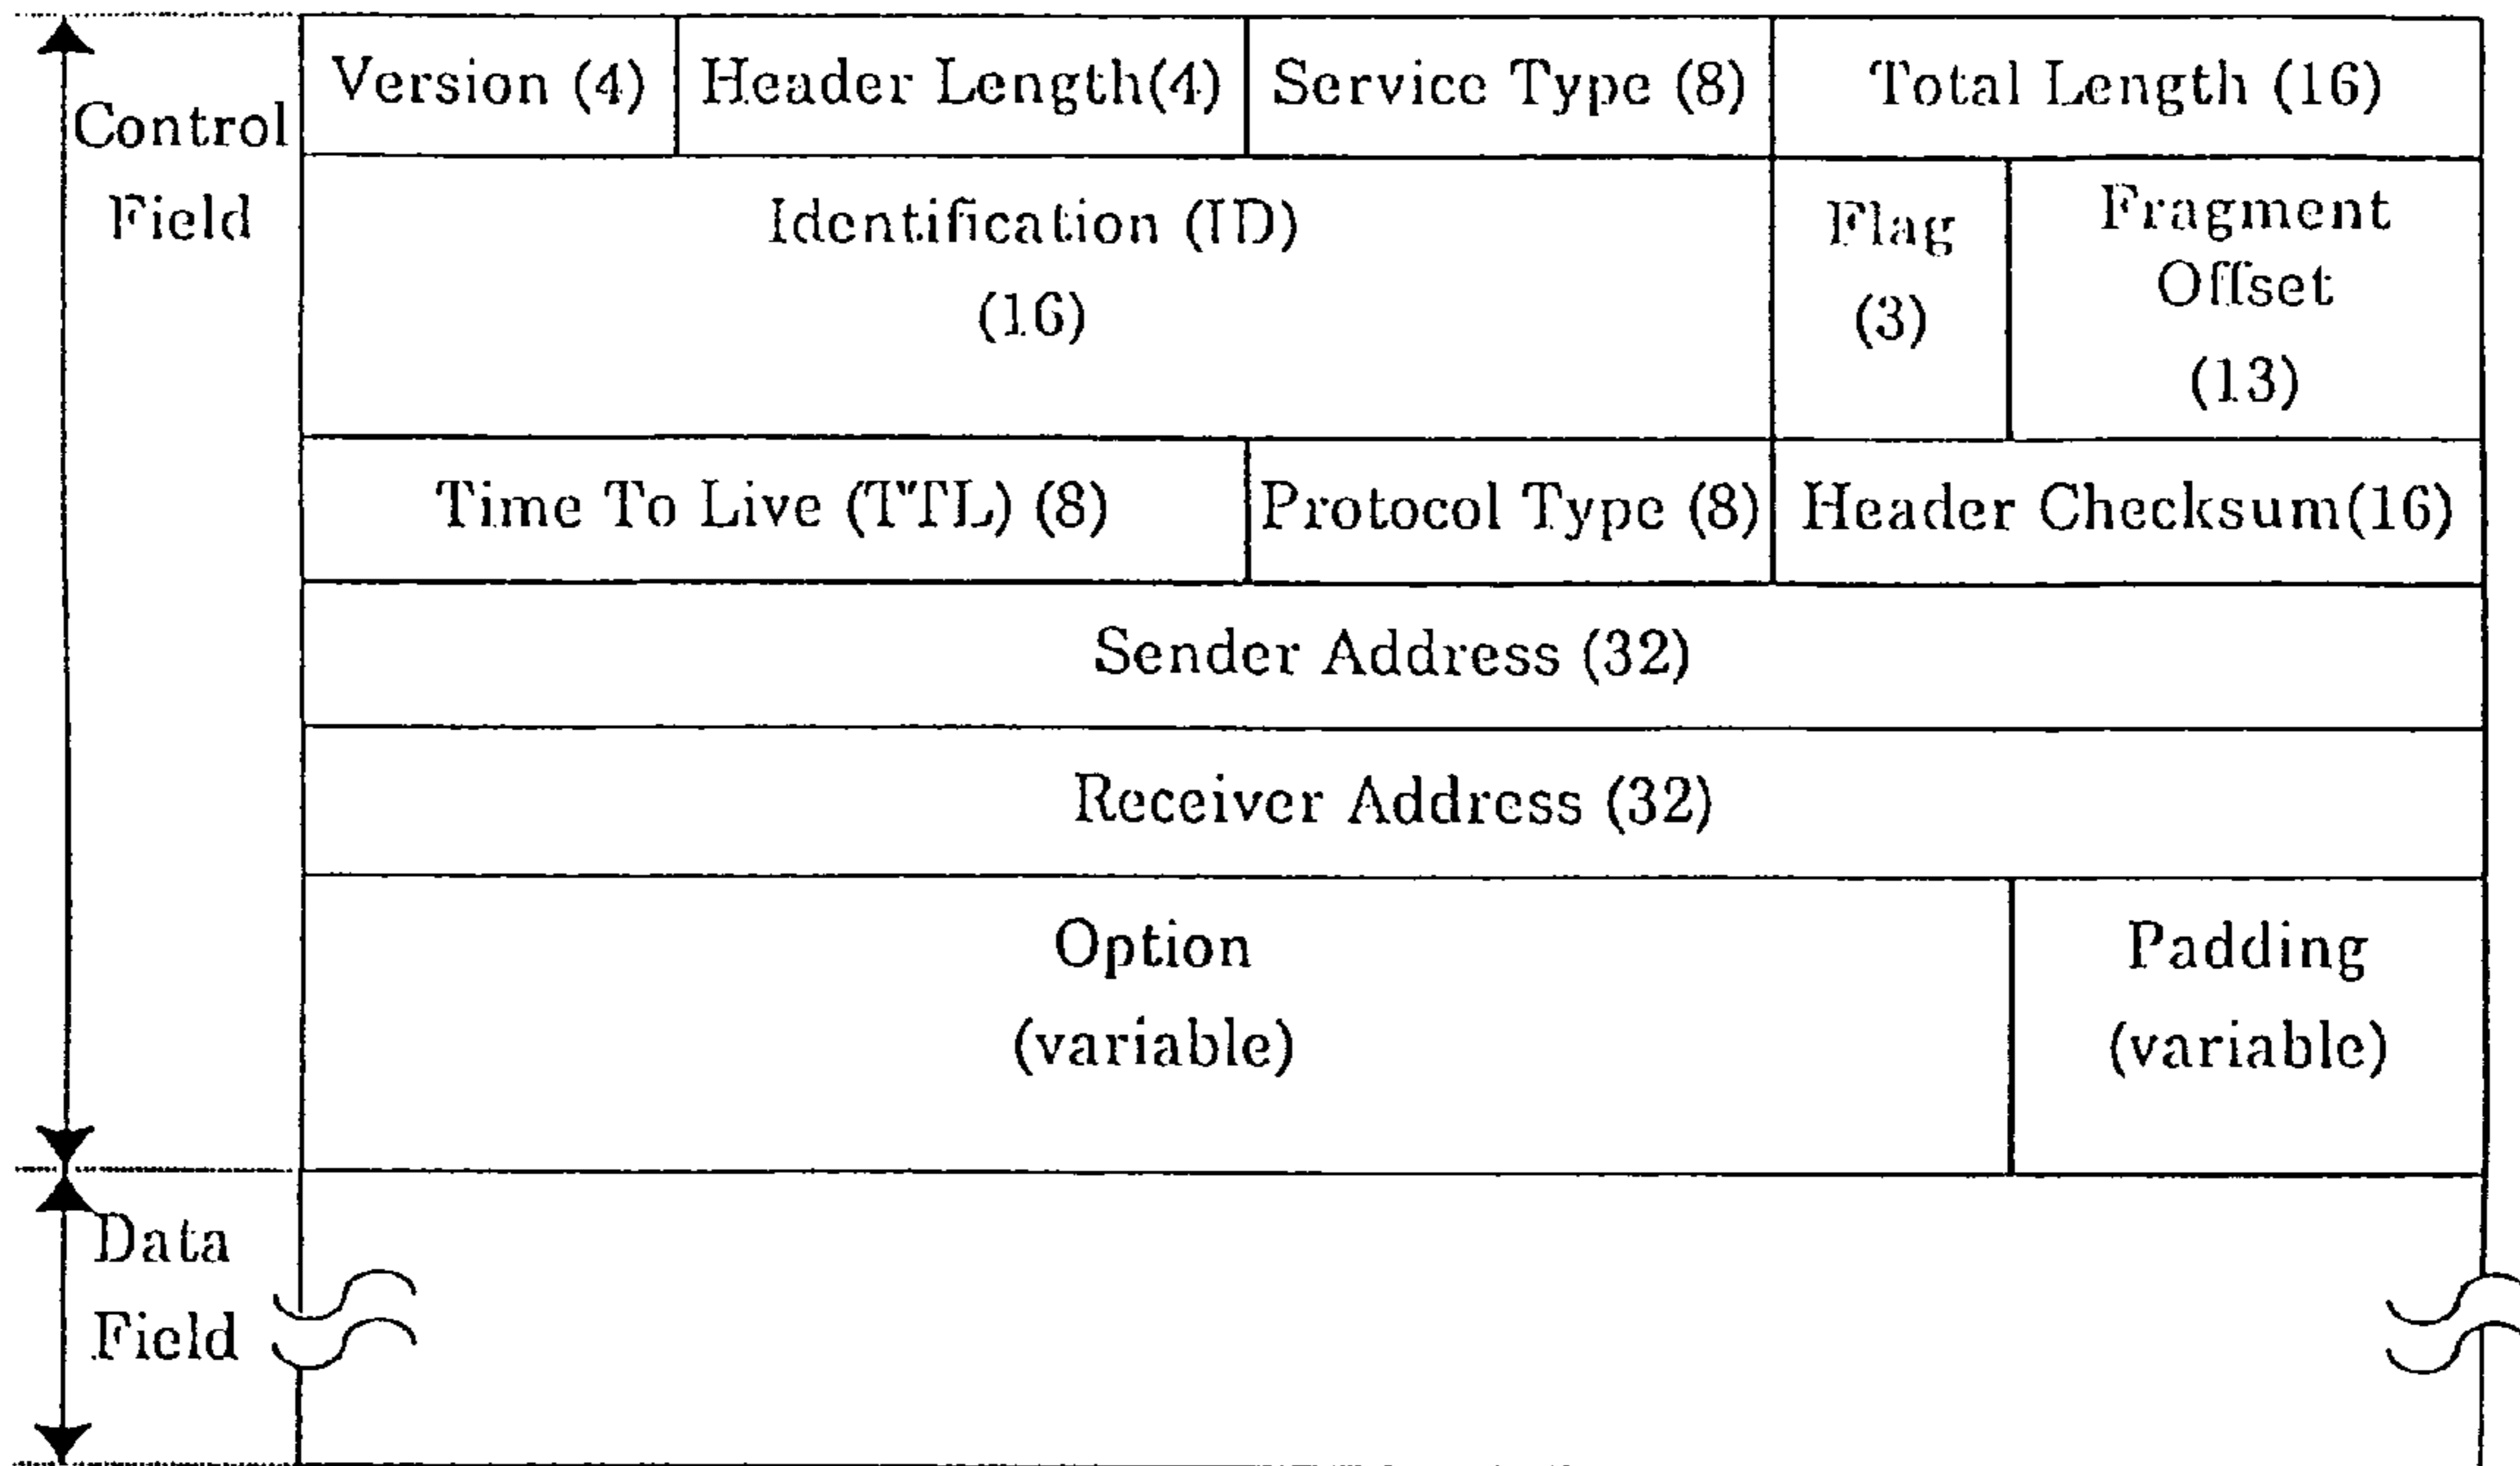 Control
Field
Version (4)
Header Length(4)
Service Type (8)
Total Length (16)
Identification (ID)
(16)
Flag
(3)
Fragment
Offset
(13)
Time To Live (TTL) (8)
Protocol Type (8)
Header Checksum(16)
Sender Address (32)
Receiver Address (32)
Option
(variable)
Padding
(variable)
Data
Field